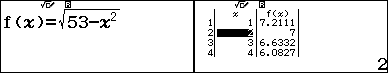 √☐ R
f(x)=√53−x²
√☐ R
x f(x)
1 1 7.2111
2 2 7
3 3 6.6332
4 4 6.0827
2